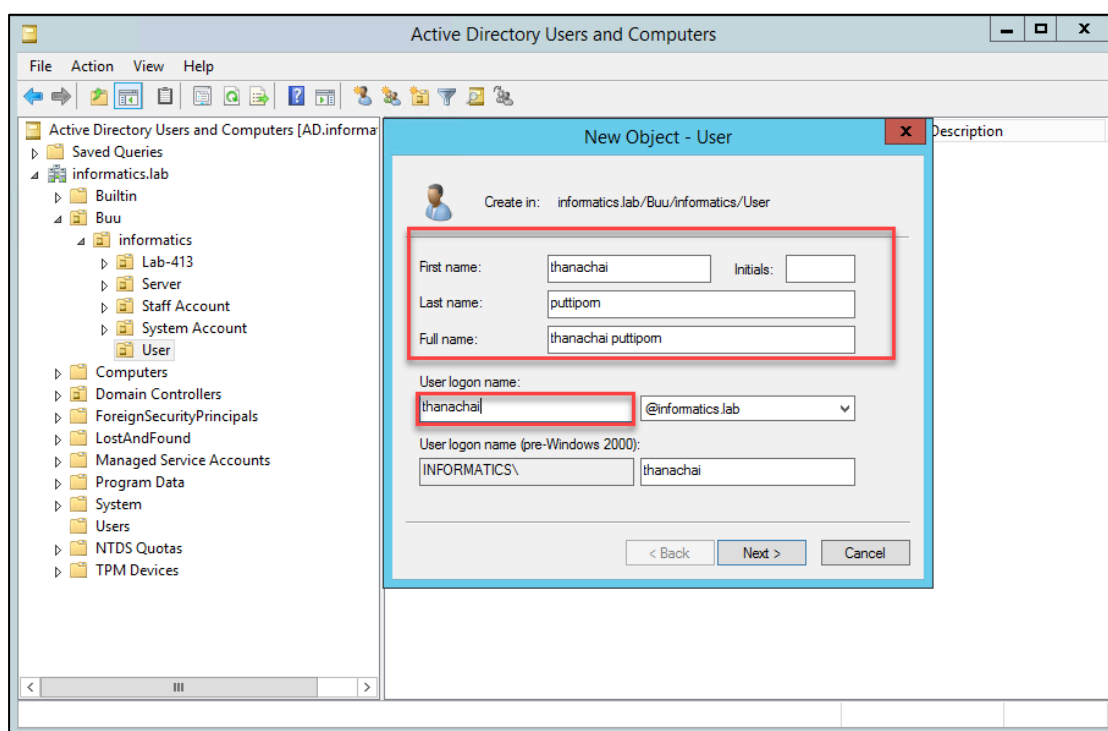 Active Directory Users and Computers
File Action View Help
Active Directory Users and Computers [AD.informa
Saved Queries
informatics.lab
Builtin
Buu
informatics
Lab-413
Server
Staff Account
System Account
User
Computers
Domain Controllers
ForeignSecurityPrincipals
LostAndFound
Managed Service Accounts
Program Data
System
Users
NTDS Quotas
TPM Devices
Description
New Object - User
x
Create in: informatics.lab/Buu/informatics/User
First name: thanachai Initials:
Last name: puttiporn
Full name: thanachai puttiporn
User logon name:
thanachai @informatics.lab
User logon name (pre-Windows 2000):
INFORMATICS\ thanachai
< Back Next > Cancel